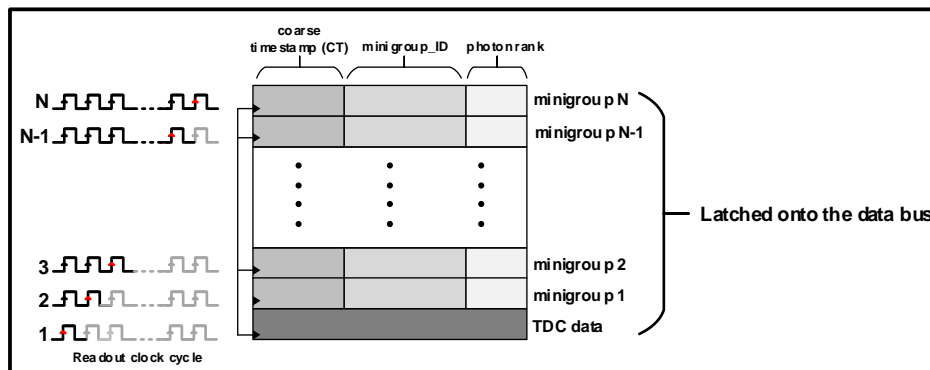 coarse
timestamp (CT) minigroup_ID photon rank
N minigroup N
N-1 minigroup N-1
Latched onto the data bus
3 minigroup 2
2 minigroup 1
1 TDC data
Readout clock cycle